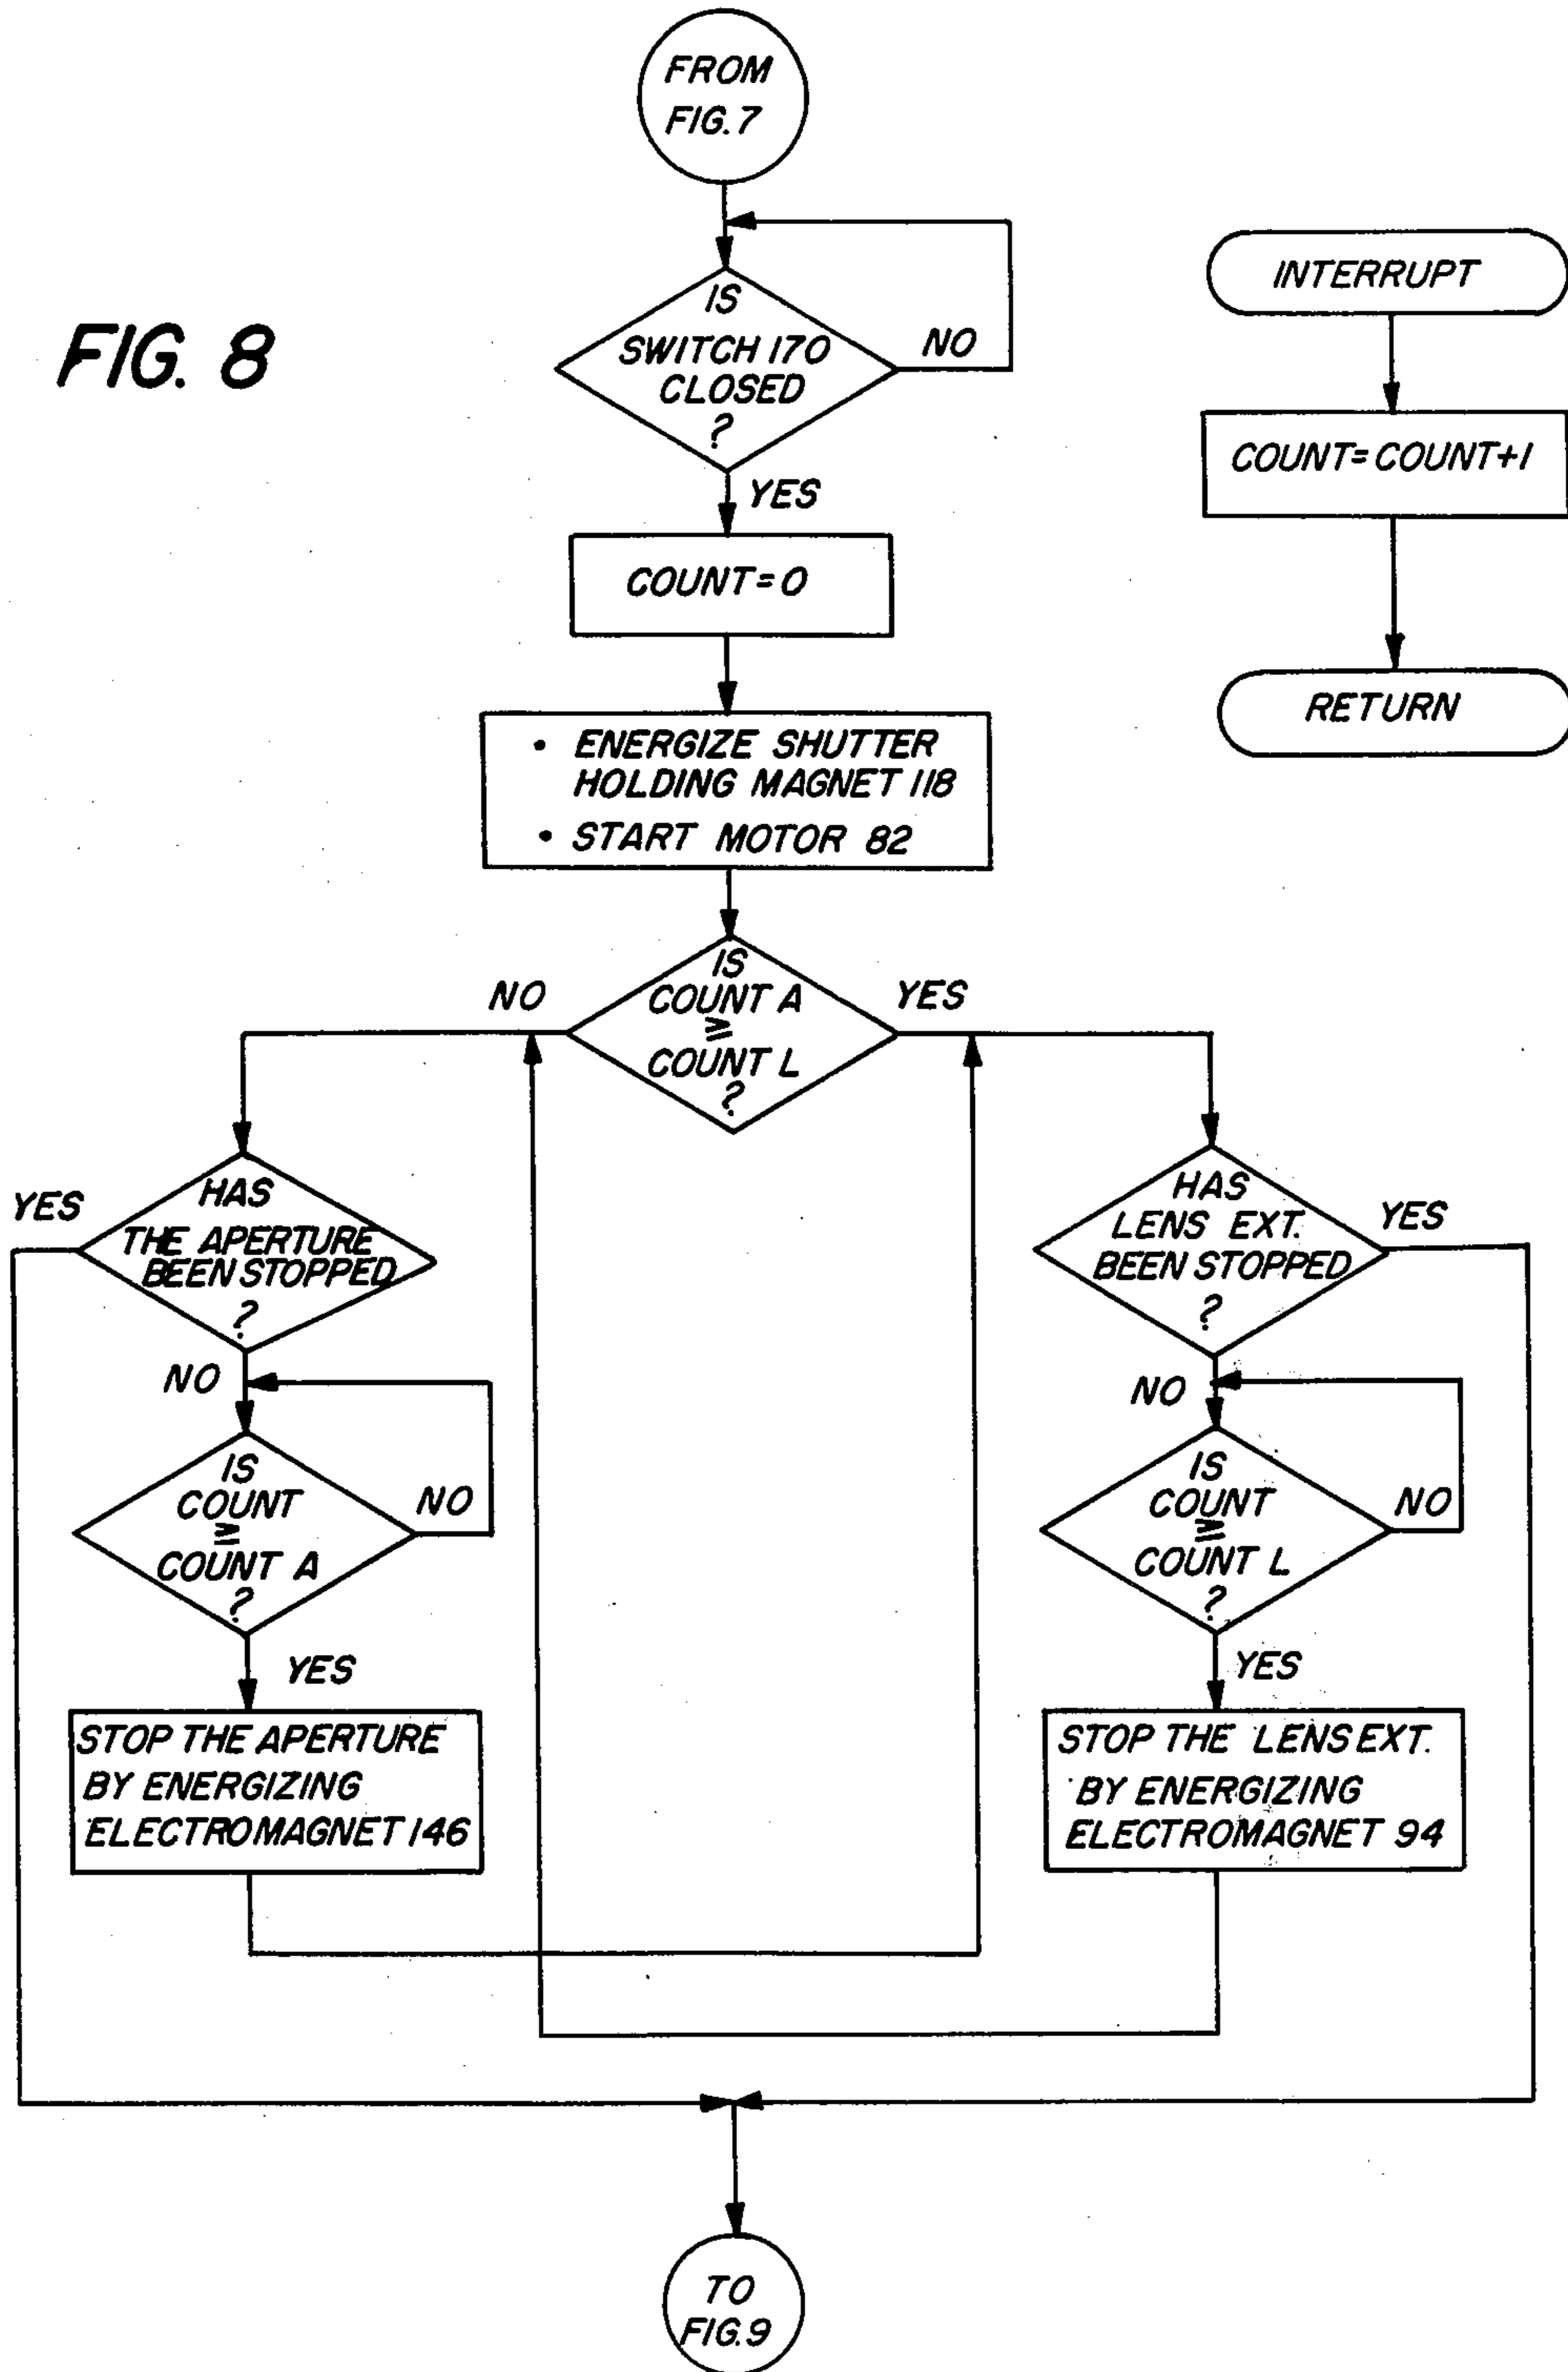 FROM
FIG. 7
FIG. 8
IS
SWITCH 170
CLOSED
?
NO
YES
COUNT=0
• ENERGIZE SHUTTER
HOLDING MAGNET 118
• START MOTOR 82
INTERRUPT
COUNT=COUNT+1
RETURN
IS
COUNT A
≥
COUNT L
?
NO
YES
HAS
THE APERTURE
BEEN STOPPED
?
YES
NO
IS
COUNT
≥
COUNT A
?
NO
YES
STOP THE APERTURE
BY ENERGIZING
ELECTROMAGNET 146
HAS
LENS EXT.
BEEN STOPPED
?
YES
NO
IS
COUNT
≥
COUNT L
?
NO
YES
STOP THE LENS EXT.
BY ENERGIZING
ELECTROMAGNET 94
TO
FIG. 9